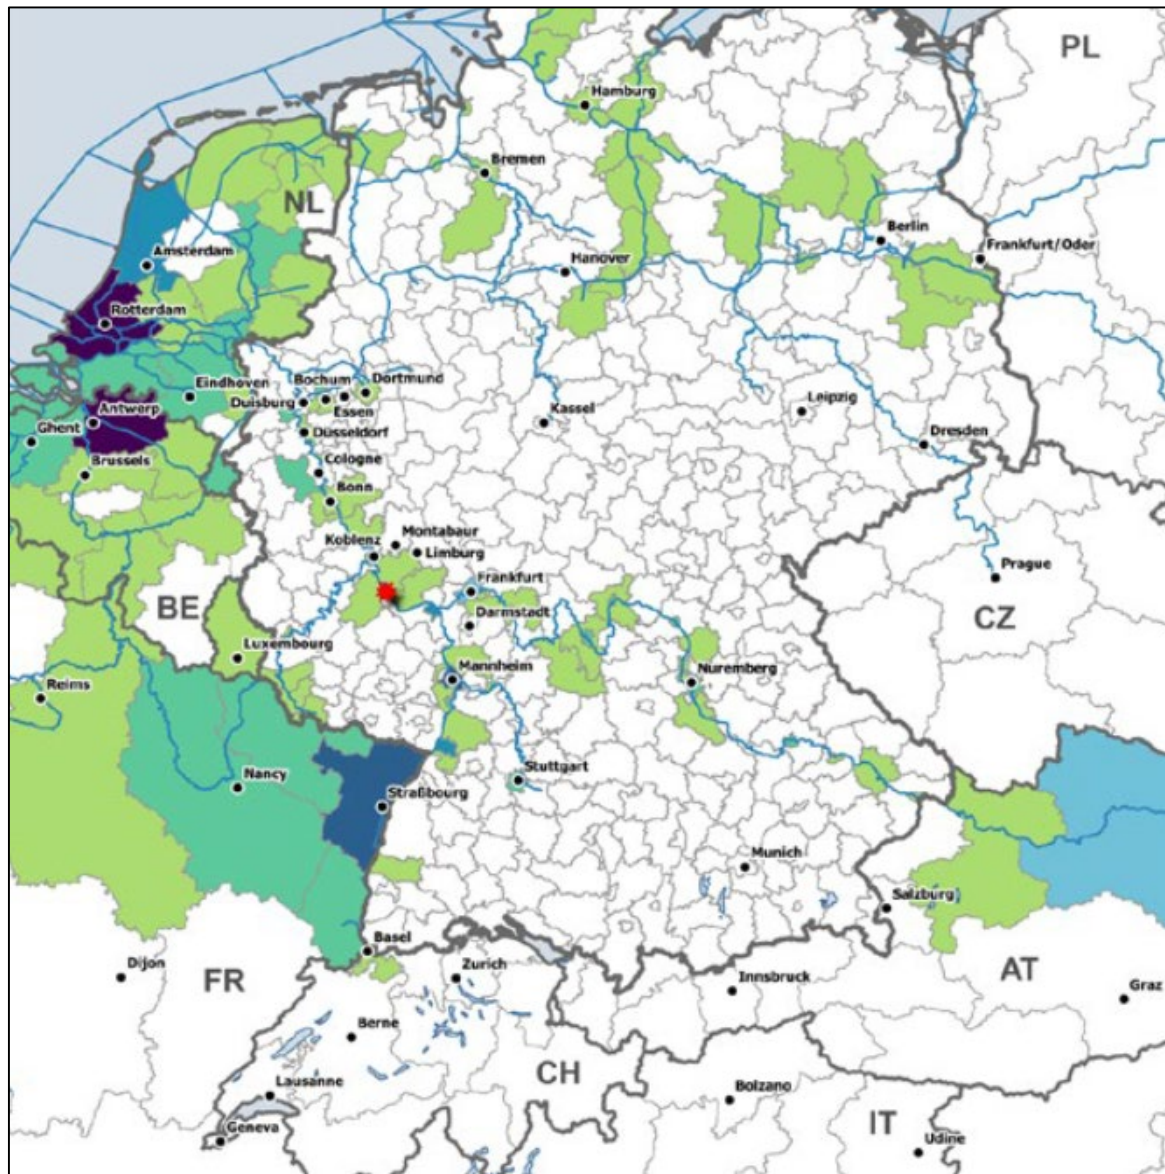 PL
Hamburg
Bremen
NL
Berlin
Amsterdam
Frankfurt/Oder
Hanover
Rotterdam
Eindhoven
Bochum
Dortmund
Duisburg
Essen
Leipzig
Antwerp
Kassel
Ghent
Düsseldorf
Dresden
Brussels
Cologne
Bonn
Montabaur
Koblenz
Limburg
Prague
Frankfurt
BE
Darmstadt
CZ
Luxembourg
Mannheim
Nuremberg
Reims
Stuttgart
Nancy
Straßbourg
Munich
Salzburg
Basel
Dijon
Zurich
FR
Innsbruck
AT
Graz
Berne
CH
Lausanne
Bolzano
Geneva
IT
Udine